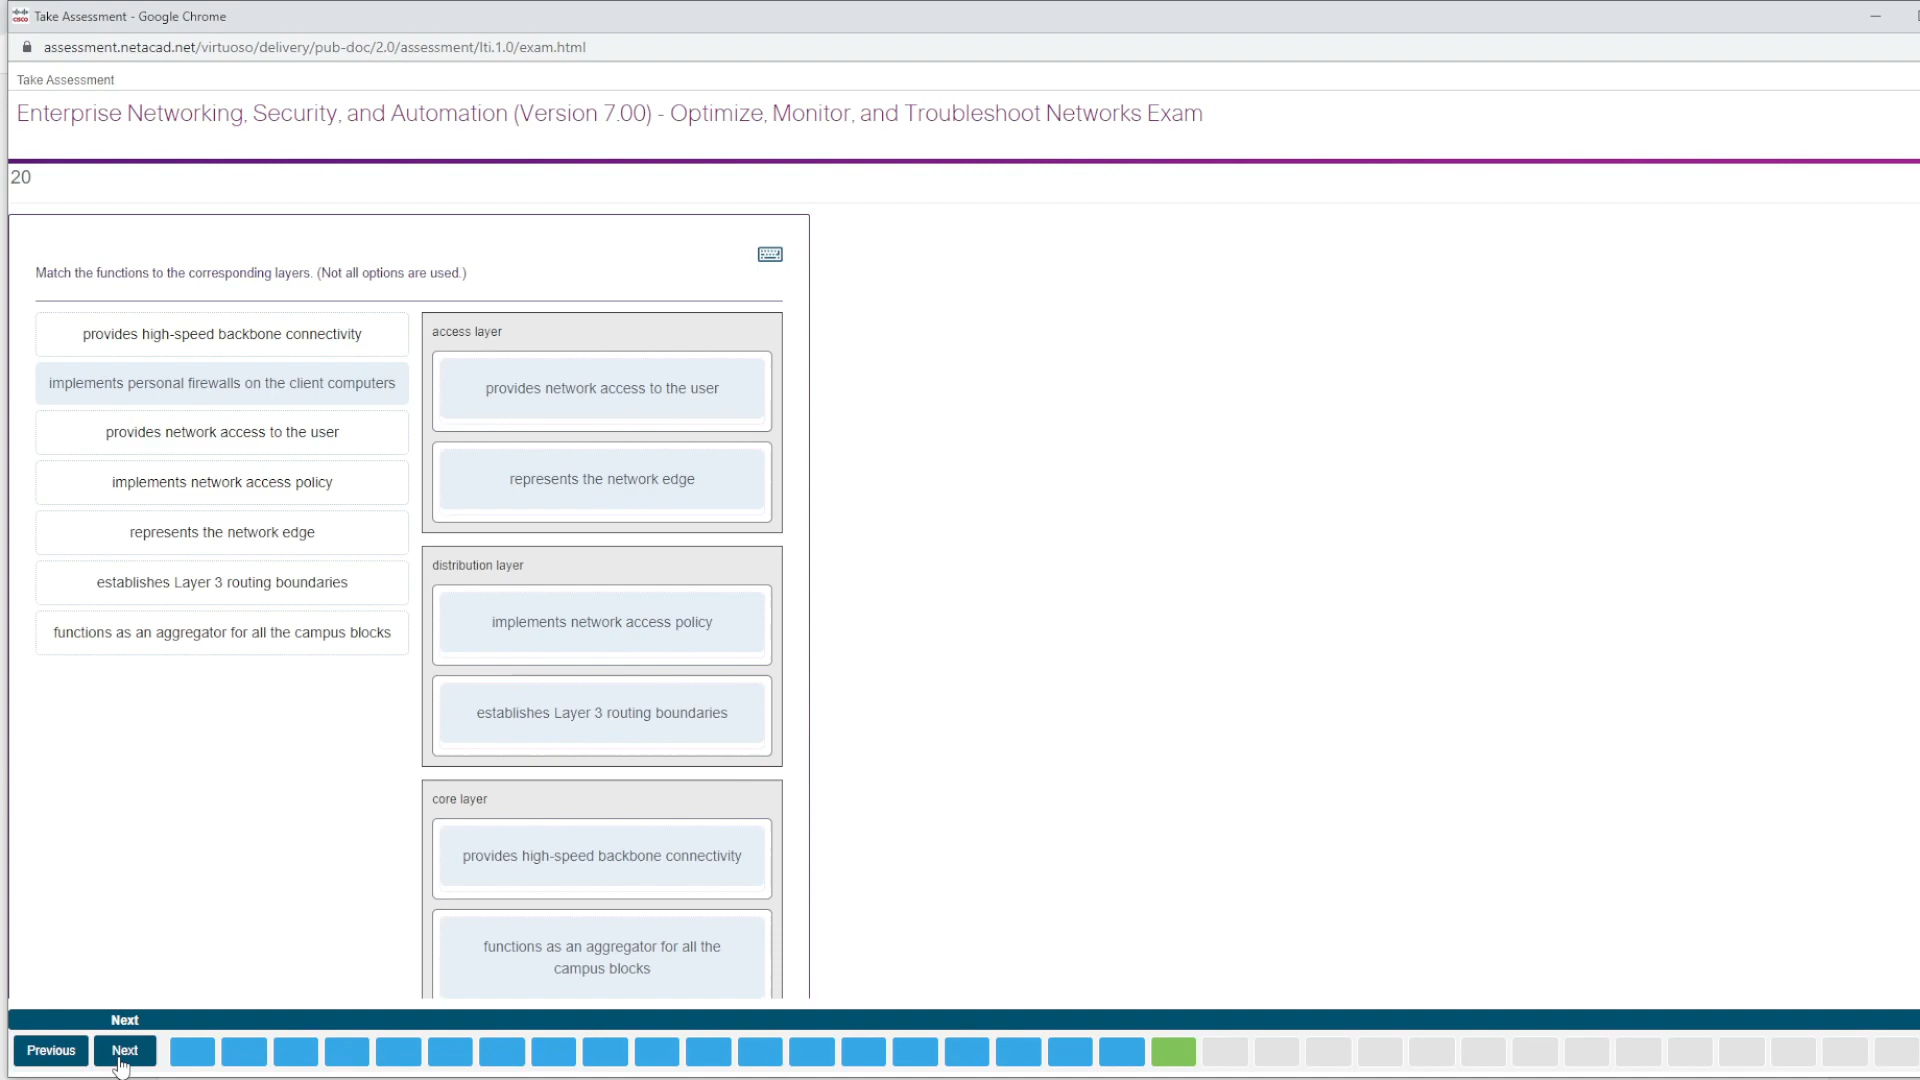 Take Assessment - Google Chrome
assessment.netacad.net/virtuoso/delivery/pub-doc/2.0/assessment/lti.1.0/exam.html
Take Assessment
Enterprise Networking, Security, and Automation (Version 7.00) - Optimize, Monitor, and Troubleshoot Networks Exam
20
Match the functions to the corresponding layers. (Not all options are used.)
provides high-speed backbone connectivity
implements personal firewalls on the client computers
provides network access to the user
implements network access policy
represents the network edge
establishes Layer 3 routing boundaries
functions as an aggregator for all the campus blocks
access layer
provides network access to the user
represents the network edge
distribution layer
implements network access policy
establishes Layer 3 routing boundaries
core layer
provides high-speed backbone connectivity
functions as an aggregator for all the
campus blocks
Next
Previous
Next